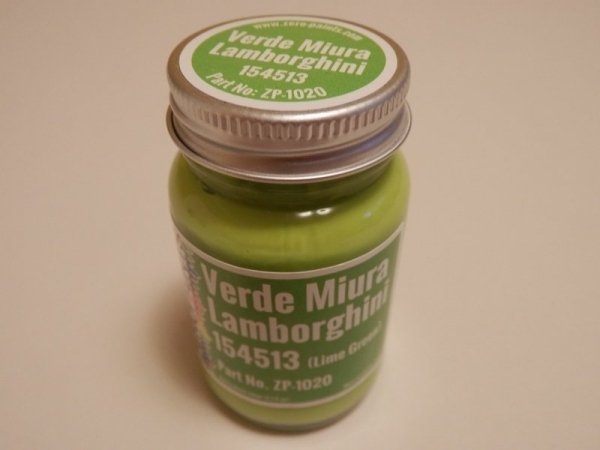 www.zero-paints.com
Verde Miura
Lamborghini
154513
Part No: ZP-1020
Verde Miura
Lamborghini
154513 (Lime Green)
Part No. ZP-1020